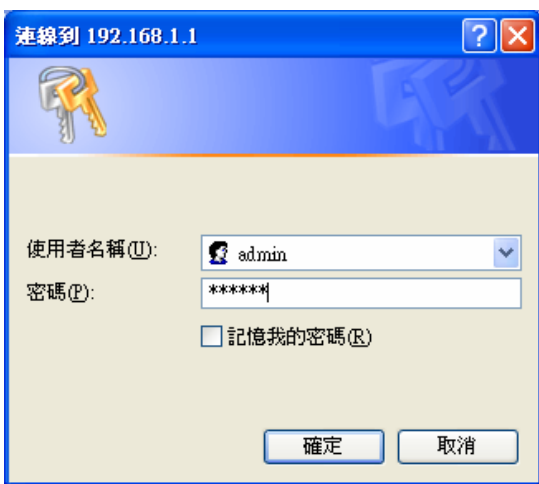 連線到 192.168.1.1
使用者名稱(U):
admin
密碼(P):
******
記憶我的密碼(R)
確定
取消